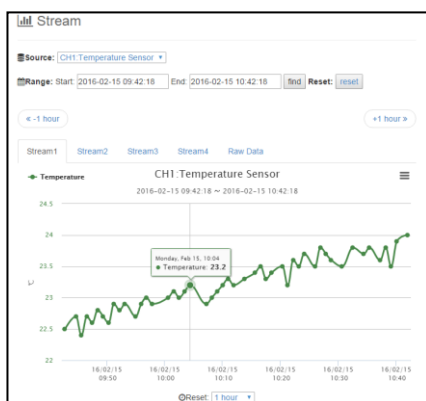 Stream
Source: CH1:Temperature Sensor
Range: Start: 2016-02-15 09:42:18 End: 2016-02-15 10:42:18 find Reset: reset
« -1 hour +1 hour »
Stream1 Stream2 Stream3 Stream4 Raw Data
Temperature CH1:Temperature Sensor
2016-02-15 09:42:18 ~ 2016-02-15 10:42:18
24.5
24
Monday, Feb 15, 10:04
Temperature: 23.2
23.5
°C
23
22.5
22
16/02/15 16/02/15 16/02/15 16/02/15 16/02/15 16/02/15
09:50 10:00 10:10 10:20 10:30 10:40
Reset: 1 hour